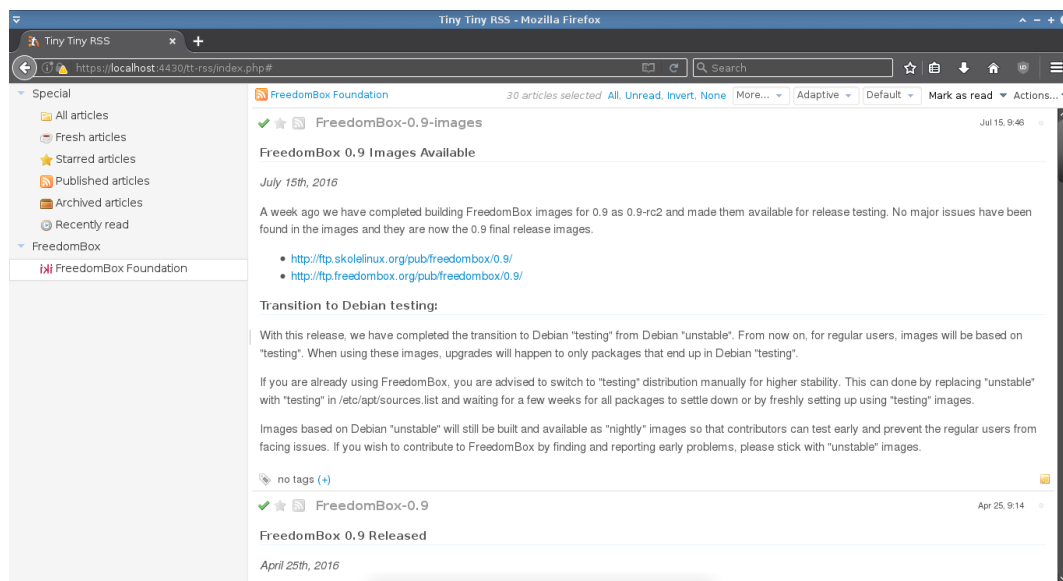 Tiny Tiny RSS - Mozilla Firefox
Tiny Tiny RSS
https://localhost:4430/tt-rss/index.php#
Search
Special
All articles
Fresh articles
Starred articles
Published articles
Archived articles
Recently read
FreedomBox
FreedomBox Foundation
FreedomBox Foundation 30 articles selected All, Unread, Invert, None More... Adaptive Default Mark as read Actions...
FreedomBox-0.9-images Jul 15, 9:46
FreedomBox 0.9 Images Available
July 15th, 2016
A week ago we have completed building FreedomBox images for 0.9 as 0.9-rc2 and made them available for release testing. No major issues have been
found in the images and they are now the 0.9 final release images.
http://ftp.skolelinux.org/pub/freedombox/0.9/
http://ftp.freedombox.org/pub/freedombox/0.9/
Transition to Debian testing:
With this release, we have completed the transition to Debian "testing" from Debian "unstable". From now on, for regular users, images will be based on
"testing". When using these images, upgrades will happen to only packages that end up in Debian "testing".
If you are already using FreedomBox, you are advised to switch to "testing" distribution manually for higher stability. This can done by replacing "unstable"
with "testing" in /etc/apt/sources.list and waiting for a few weeks for all packages to settle down or by freshly setting up using "testing" images.
Images based on Debian "unstable" will still be built and available as "nightly" images so that contributors can test early and prevent the regular users from
facing issues. If you wish to contribute to FreedomBox by finding and reporting early problems, please stick with "unstable" images.
no tags (+)
FreedomBox-0.9 Apr 25, 9:14
FreedomBox 0.9 Released
April 25th, 2016